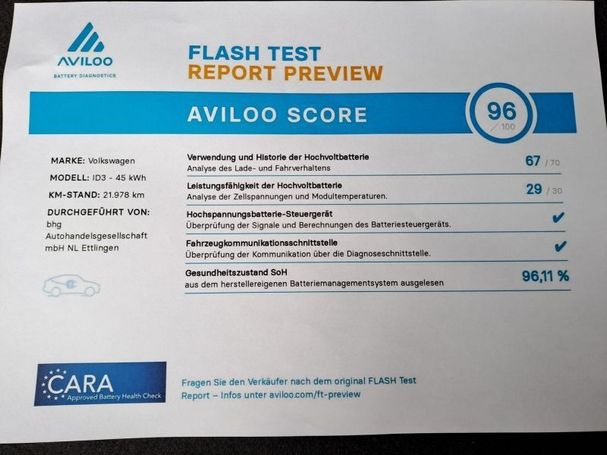 AVILOO
BATTERY DIAGNOSTICS
FLASH TEST
REPORT PREVIEW
AVILOO SCORE
96
/ 100
MARKE: Volkswagen
MODELL: ID3 - 45 kWh
KM-STAND: 21.978 km
DURCHGEFÜHRT VON:
bhg
Autohandelsgesellschaft
mbH NL Ettlingen
Verwendung und Historie der Hochvoltbatterie
Analyse des Lade- und Fahrverhaltens
67 / 70
Leistungsfähigkeit der Hochvoltbatterie
Analyse der Zellspannungen und Modultemperaturen.
29 / 30
Hochspannungsbatterie-Steuergerät
Überprüfung der Signale und Berechnungen des Batteriesteuergeräts.
✔
Fahrzeugkommunikationsschnittstelle
Überprüfung der Kommunikation über die Diagnoseschnittstelle.
✔
Gesundheitszustand SoH
aus dem herstellereigenen Batteriemanagementsystem ausgelesen
96,11 %
CARA
Approved Battery Health Check
Fragen Sie den Verkäufer nach dem original FLASH Test
Report – Infos unter aviloo.com/ft-preview